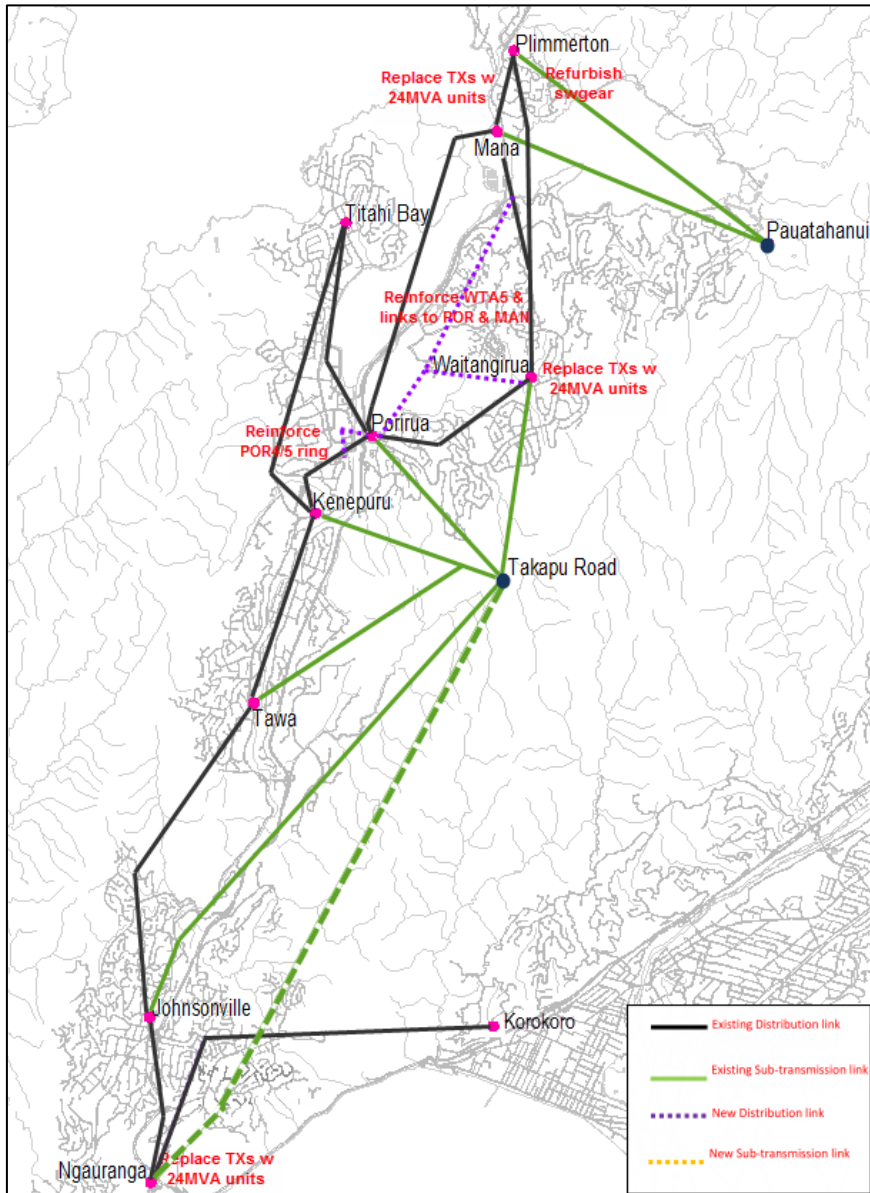 Plimmerton
Replace TXs w
24MVA units
Refurbish
swgear
Mana
Titahi Bay
Pauatahanui
Reinforce WTA5 &
links to POR & MAN
Waitangirua
Replace TXs w
24MVA units
Porirua
Reinforce
POR4/5 ring
Kenepuru
Takapu Road
Tawa
Johnsonville
Korokoro
Existing Distribution link
Existing Sub-transmission link
New Distribution link
New Sub-transmission link
Ngauranga
Replace TXs w
24MVA units